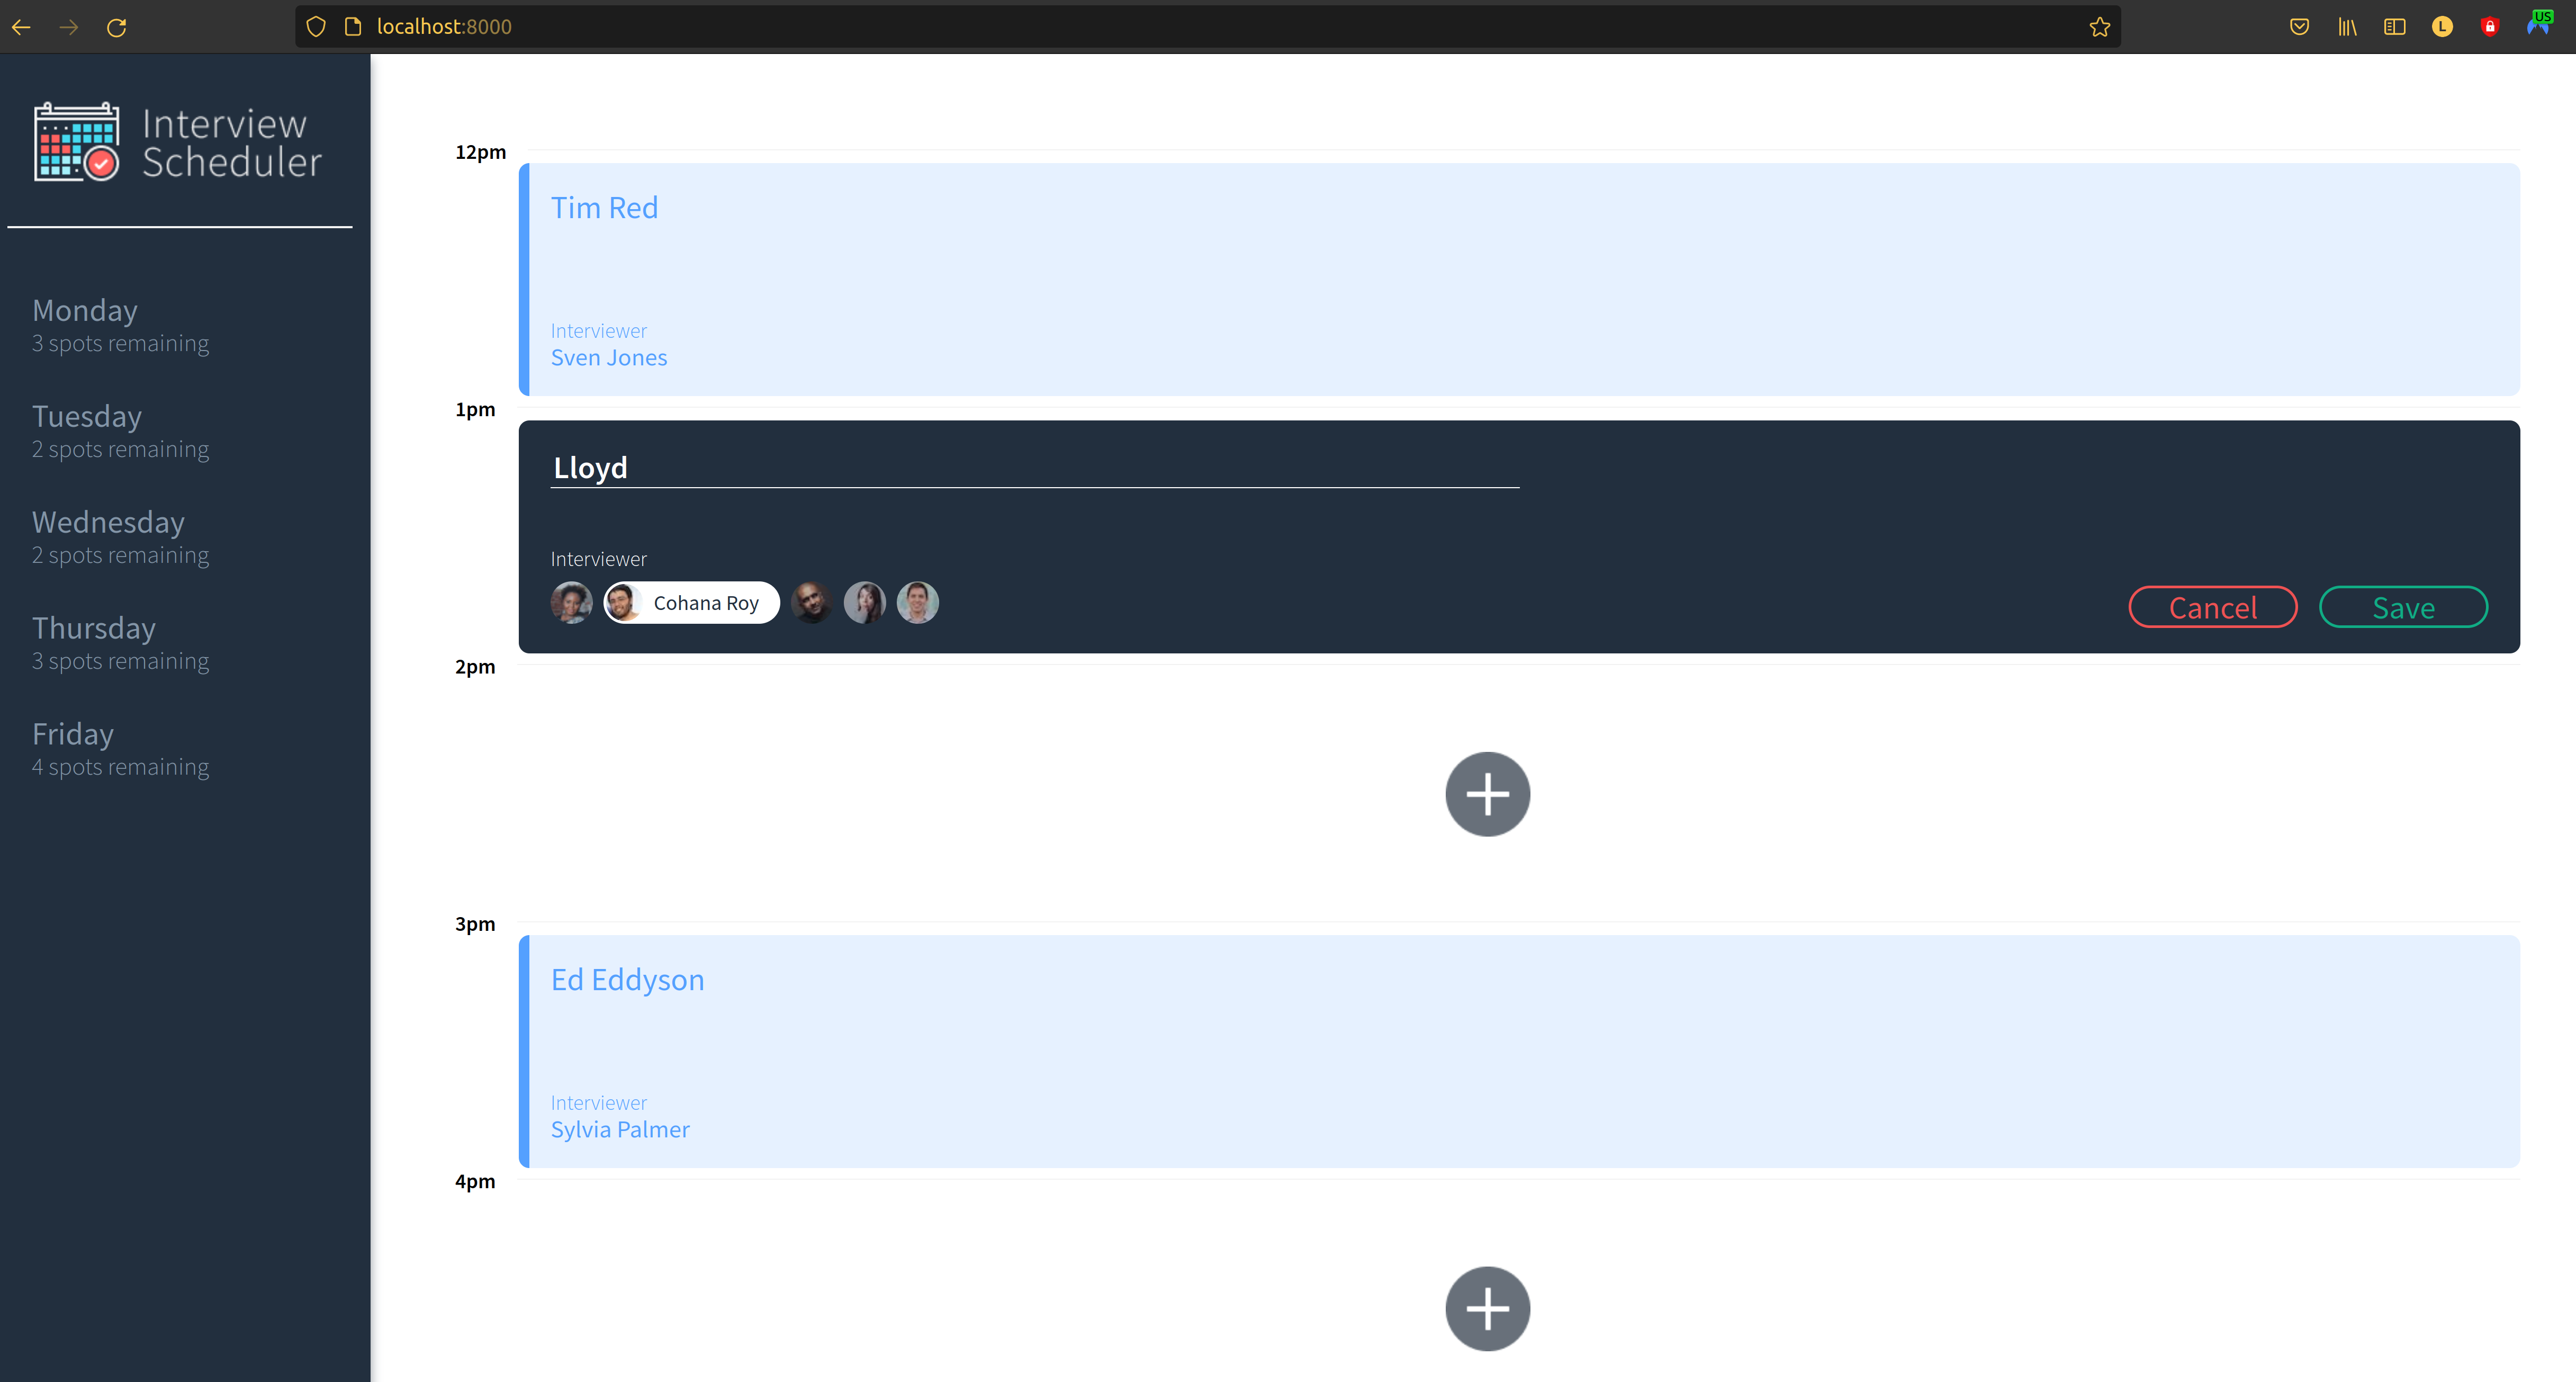 localhost:8000
L
US
Interview
Scheduler
Monday
3 spots remaining
Tuesday
2 spots remaining
Wednesday
2 spots remaining
Thursday
3 spots remaining
Friday
4 spots remaining
12pm
Tim Red
Interviewer
Sven Jones
1pm
Lloyd
Interviewer
Cohana Roy
Cancel
Save
2pm
3pm
Ed Eddyson
Interviewer
Sylvia Palmer
4pm